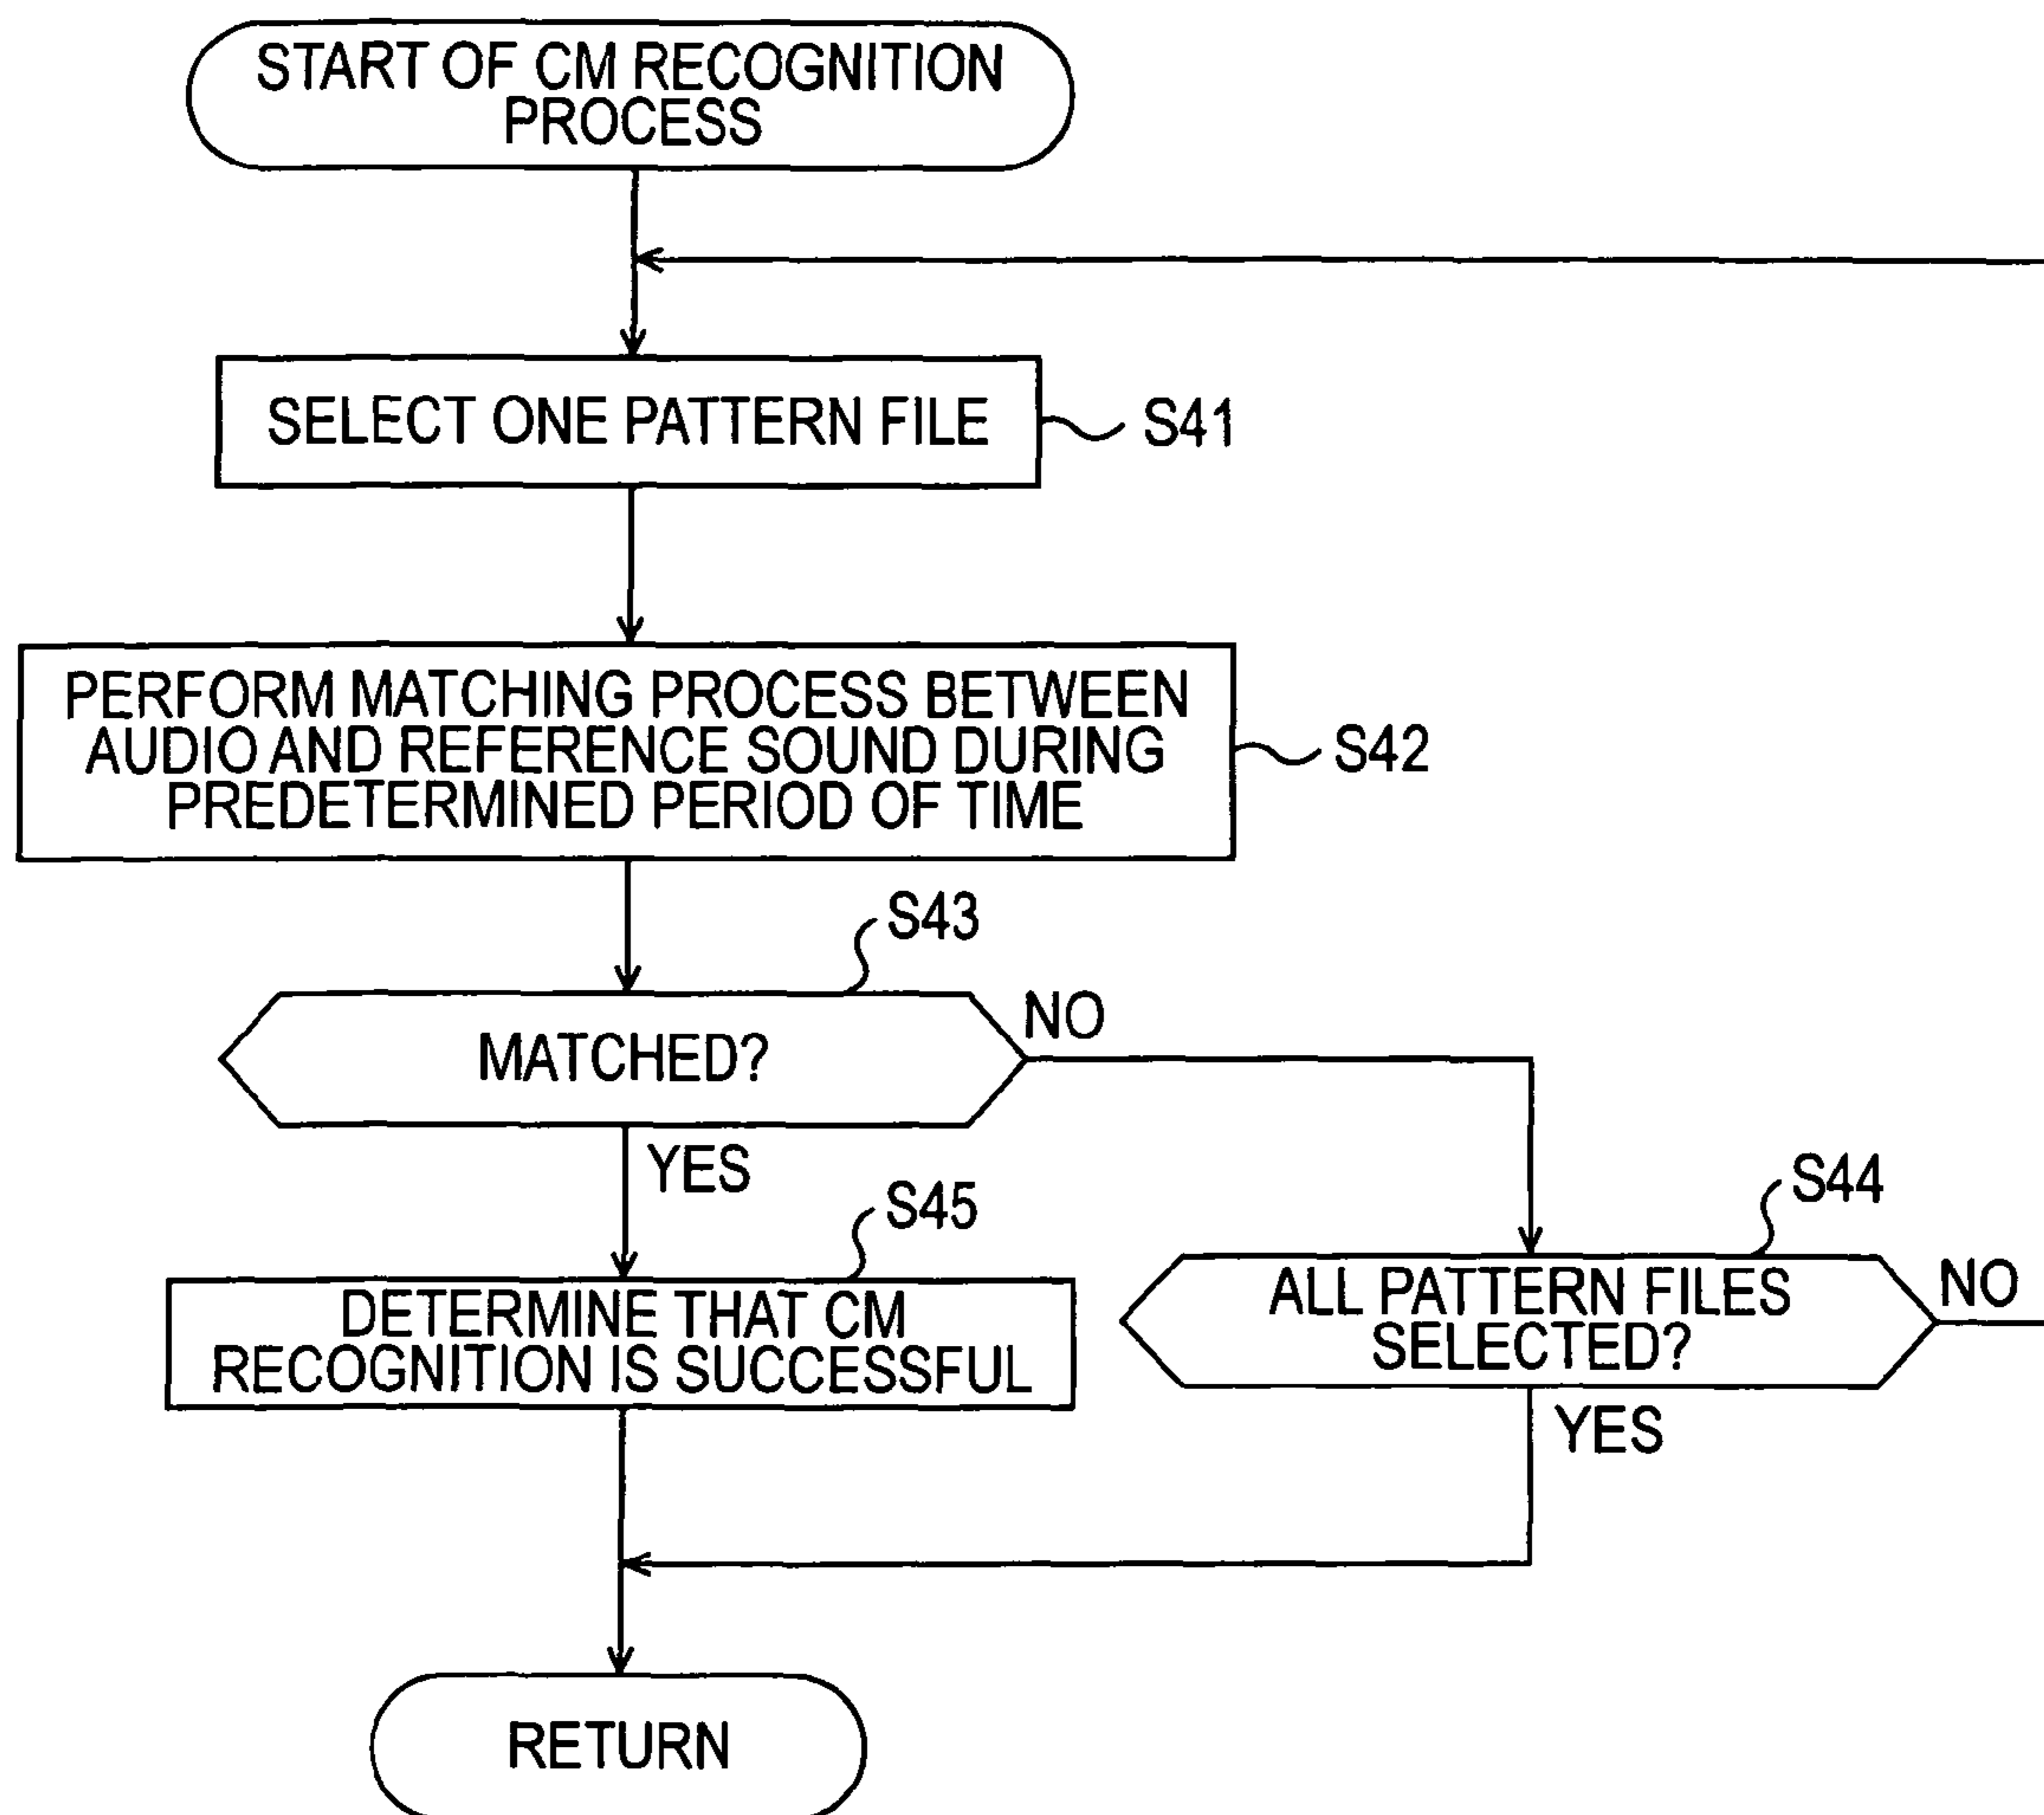 START OF CM RECOGNITION
PROCESS
SELECT ONE PATTERN FILE
S41
PERFORM MATCHING PROCESS BETWEEN
AUDIO AND REFERENCE SOUND DURING
PREDETERMINED PERIOD OF TIME
S42
S43
MATCHED?
NO
YES
S45
DETERMINE THAT CM
RECOGNITION IS SUCCESSFUL
S44
ALL PATTERN FILES
SELECTED?
NO
YES
RETURN